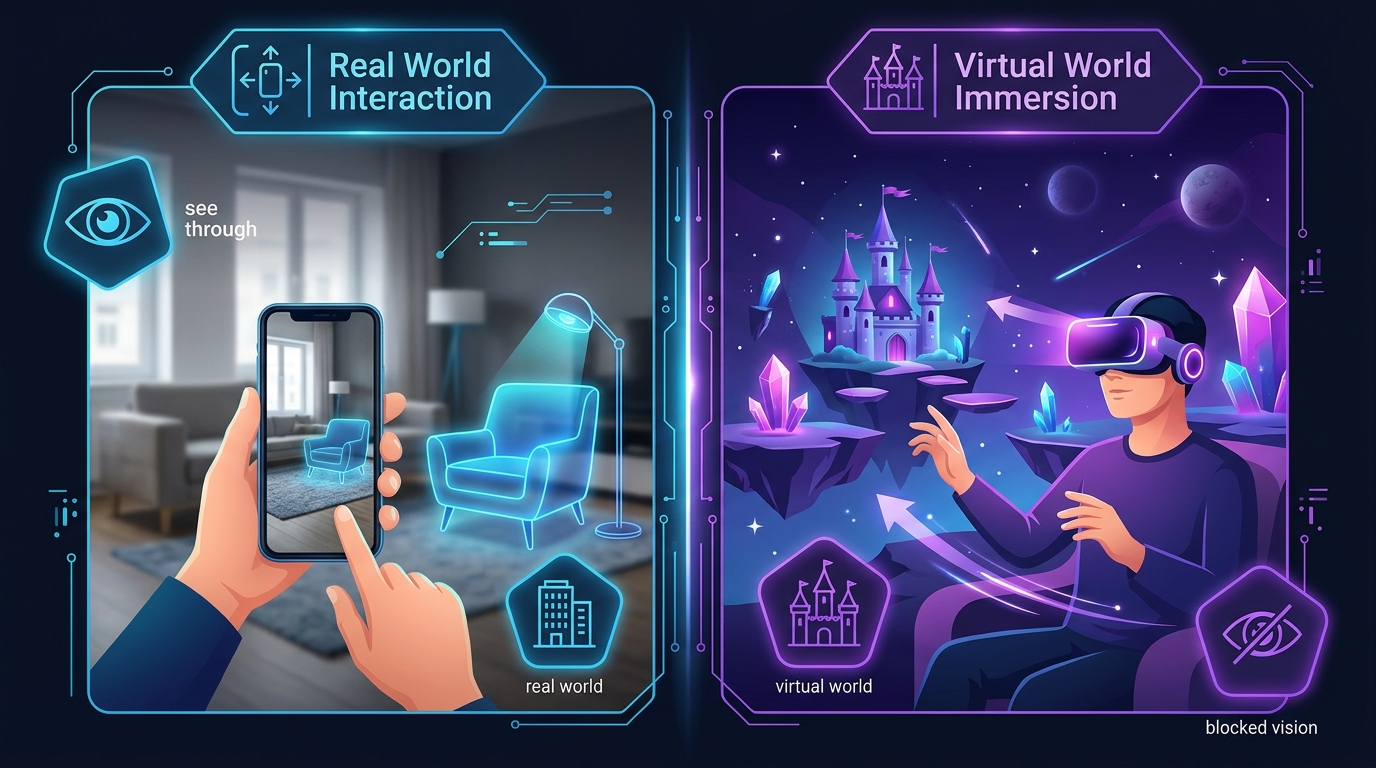 Real World
Interaction
see
through
real world
Virtual World
Immersion
virtual world
blocked vision